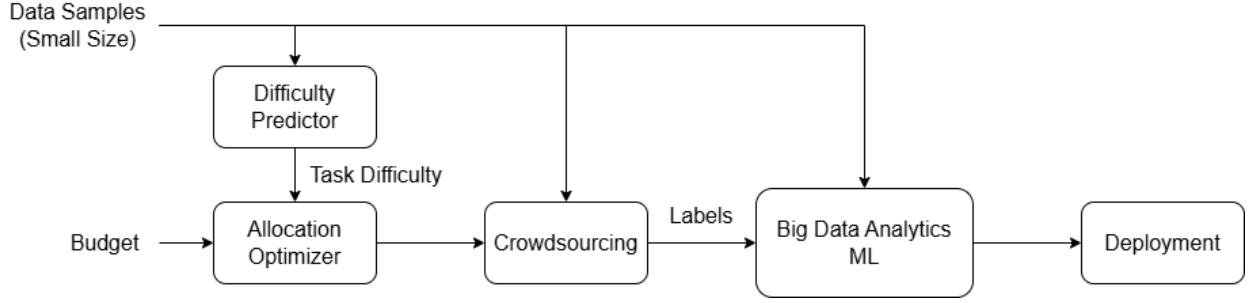 Data Samples
(Small Size)
Difficulty
Predictor
Task Difficulty
Budget
Allocation
Optimizer
Crowdsourcing
Labels
Big Data Analytics
ML
Deployment